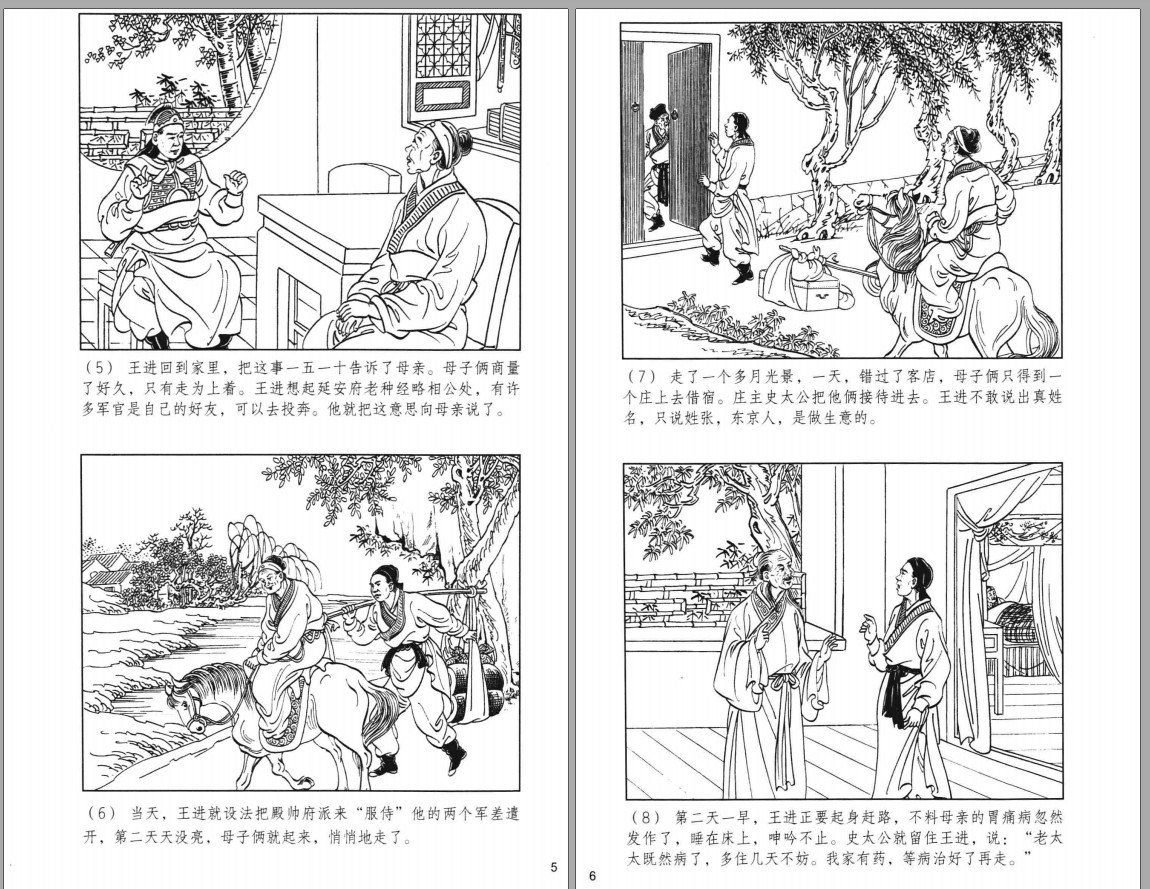 (5) 王进回到家里，把这事一五一十告诉了母亲。母子俩商量
了好久，只有走为上着。王进想起延安府老种经略相公处，有许
多军官是自己的好友，可以去投奔。他就把这意思向母亲说了。
(6) 当天，王进就设法把殿帅府派来“服侍”他的两个军差遣
开，第二天天没亮，母子俩就起来，悄悄地走了。
5
(7) 走了一个多月光景，一天，错过了客店，母子俩只得到一
个庄上去借宿。庄主史太公把他俩接待进去。王进不敢说出真姓
名，只说姓张，东京人，是做生意的。
(8) 第二天一早，王进正要起身赶路，不料母亲的胃痛病忽然
发作了，睡在床上，呻吟不止。史太公就留住王进，说：“老太
太既然病了，多住几天不妨。我家有药，等病治好了再走。”
6